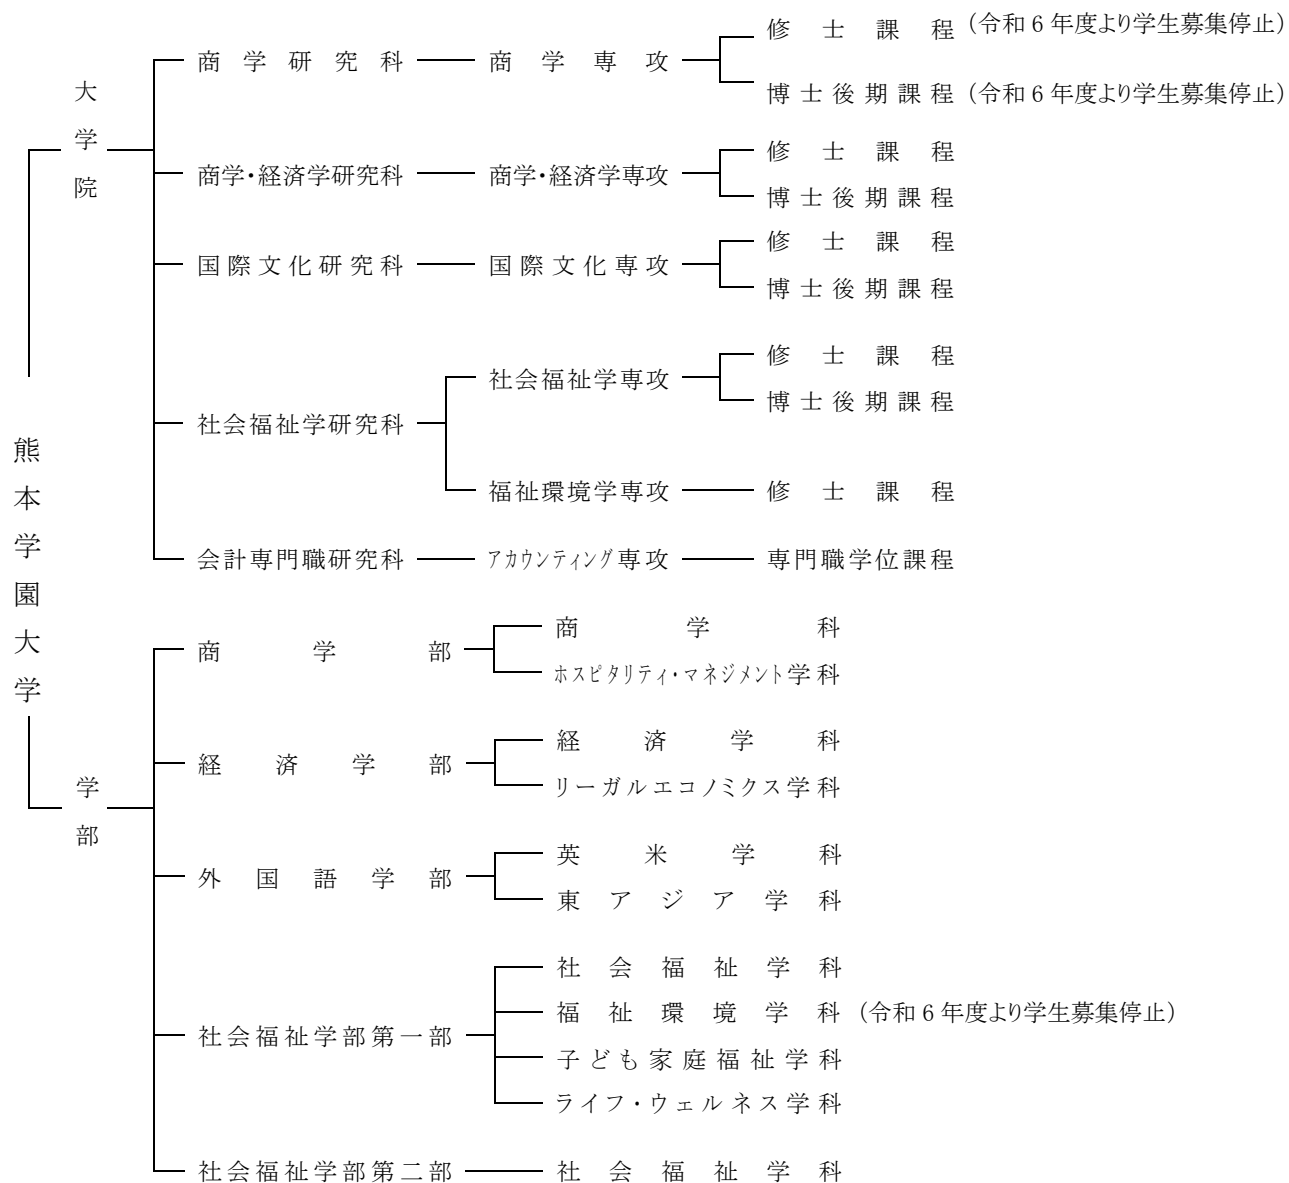 熊本学園大学
大学院
商学研究科 商学専攻 修士課程 (令和6年度より学生募集停止)
博士後期課程 (令和6年度より学生募集停止)
商学・経済学研究科 商学・経済学専攻 修士課程
博士後期課程
国際文化研究科 国際文化専攻 修士課程
博士後期課程
社会福祉学研究科 社会福祉学専攻 修士課程
博士後期課程
福祉環境学専攻 修士課程
会計専門職研究科 アカウンティング専攻 専門職学位課程
学部
商学部 商学科
ホスピタリティ・マネジメント学科
経済学部 経済学科
リーガルエコノミクス学科
外国語学部 英米学科
東アジア学科
社会福祉学部第一部 社会福祉学科
福祉環境学科 (令和6年度より学生募集停止)
子ども家庭福祉学科
ライフ・ウェルネス学科
社会福祉学部第二部 社会福祉学科